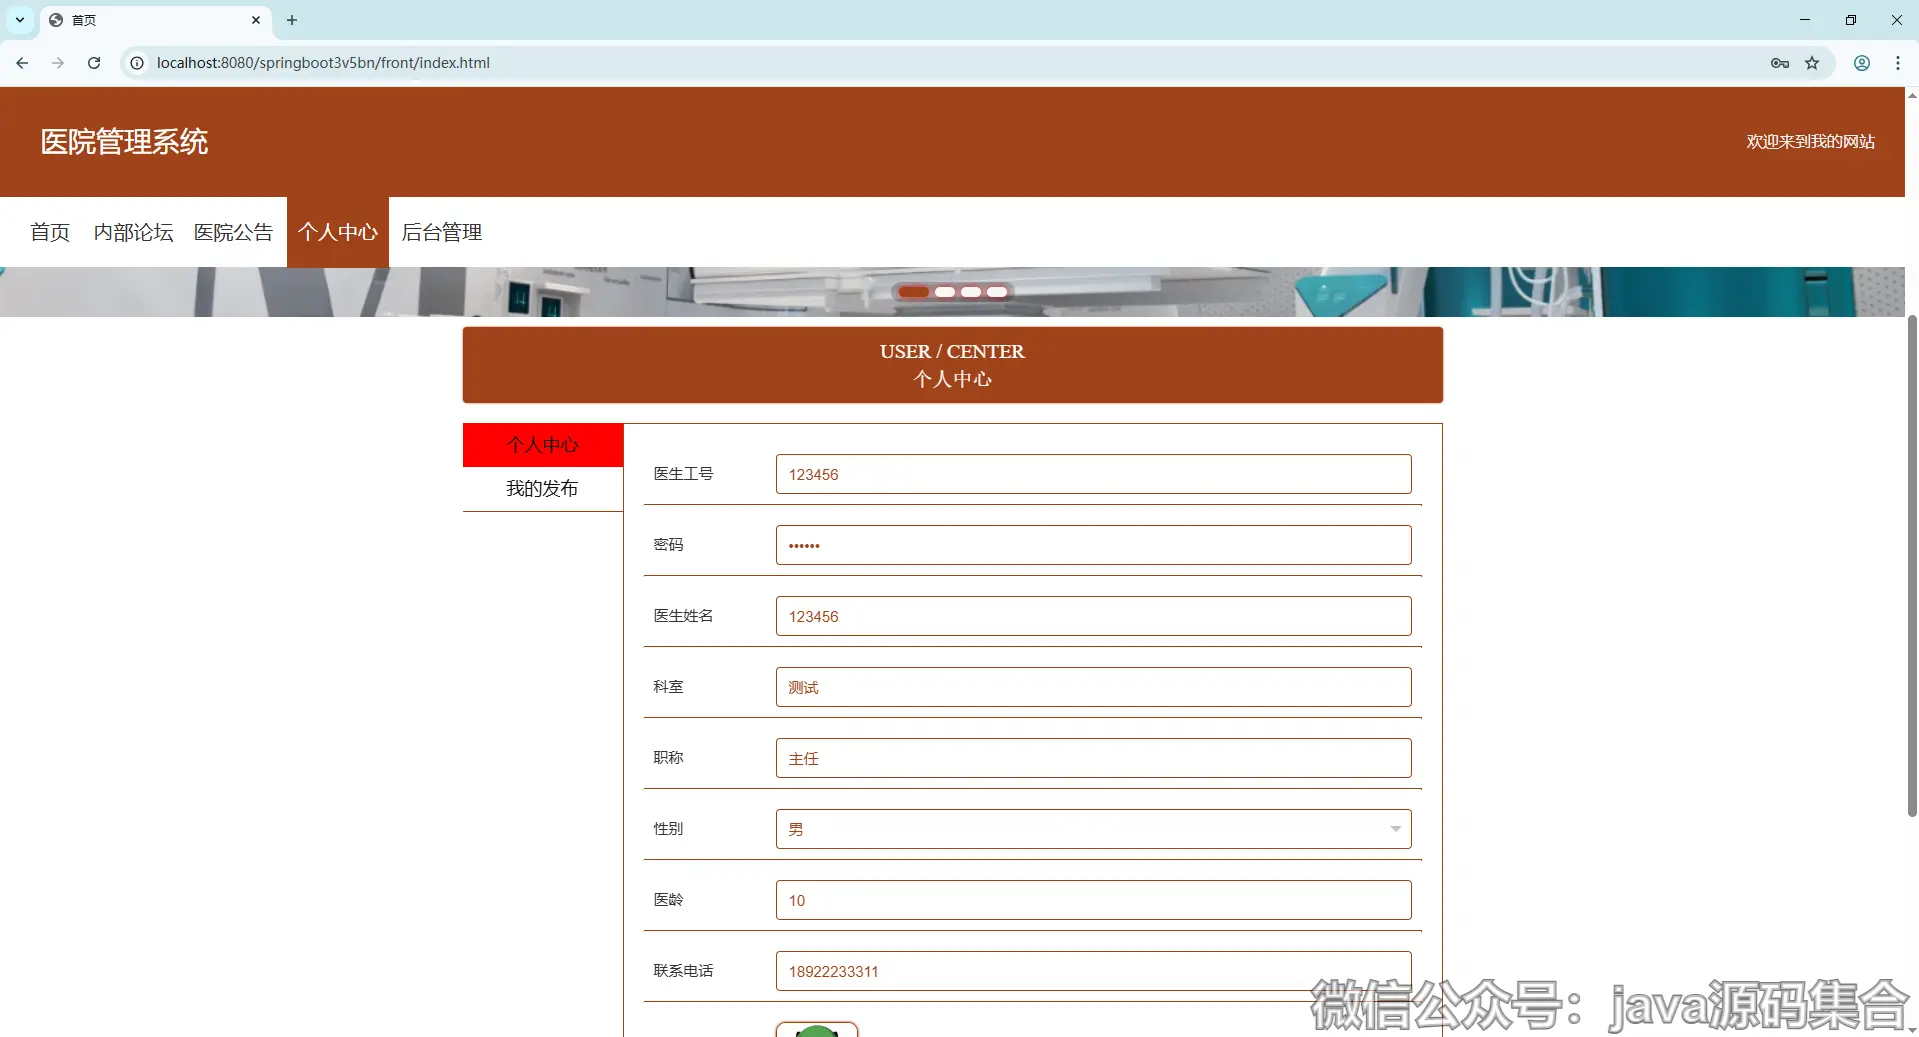 首页
localhost:8080/springboot3v5bn/front/index.html
医院管理系统
欢迎来到我的网站
首页 内部论坛 医院公告 个人中心 后台管理
USER / CENTER
个人中心
个人中心
我的发布
医生工号 123456
密码 ••••••
医生姓名 123456
科室 测试
职称 主任
性别 男
医龄 10
联系电话 18922233311
微信公众号：java源码集合